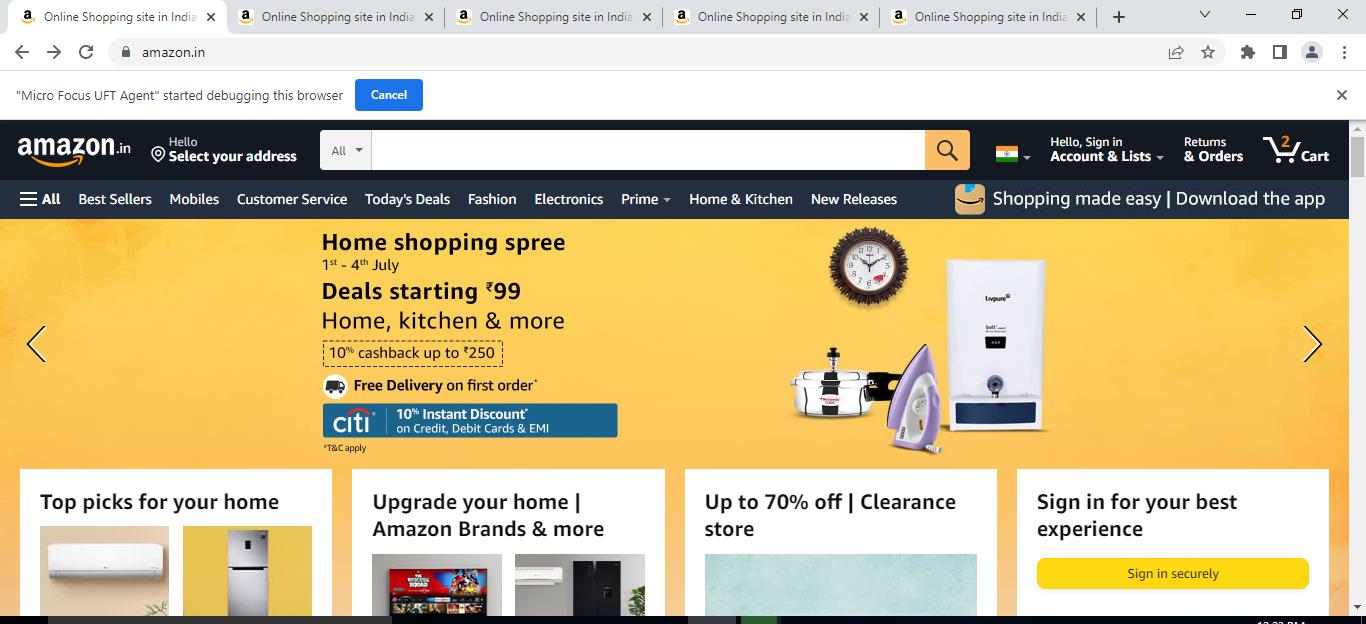 Online Shopping site in India
Online Shopping site in India
Online Shopping site in India
Online Shopping site in India
Online Shopping site in India
amazon.in
"Micro Focus UFT Agent" started debugging this browser
Cancel
amazon.in
Hello
Select your address
All
Hello, Sign in
Account & Lists
Returns
& Orders
2
Cart
All
Best Sellers
Mobiles
Customer Service
Today's Deals
Fashion
Electronics
Prime
Home & Kitchen
New Releases
Shopping made easy | Download the app
Home shopping spree
1st - 4th July
Deals starting ₹99
Home, kitchen & more
10% cashback up to ₹250
Free Delivery on first order*
citi
10% Instant Discount*
on Credit, Debit Cards & EMI
*T&C apply
Livpure
bolt
Top picks for your home
Upgrade your home |
Amazon Brands & more
Up to 70% off | Clearance
store
Sign in for your best
experience
Sign in securely